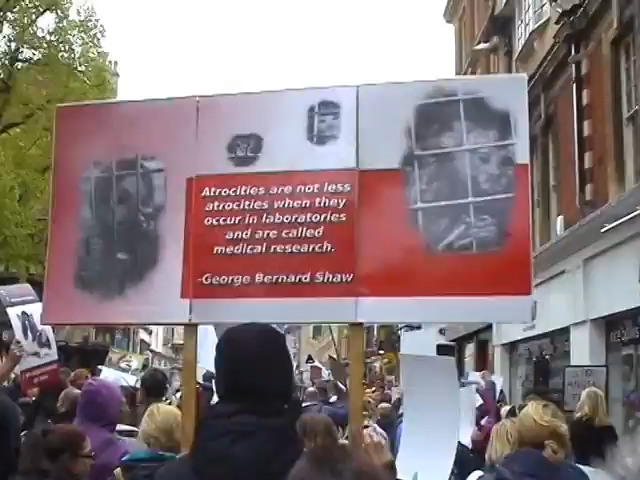 Atrocities are not less
atrocities when they
occur in laboratories
and are called
medical research.
-George Bernard Shaw